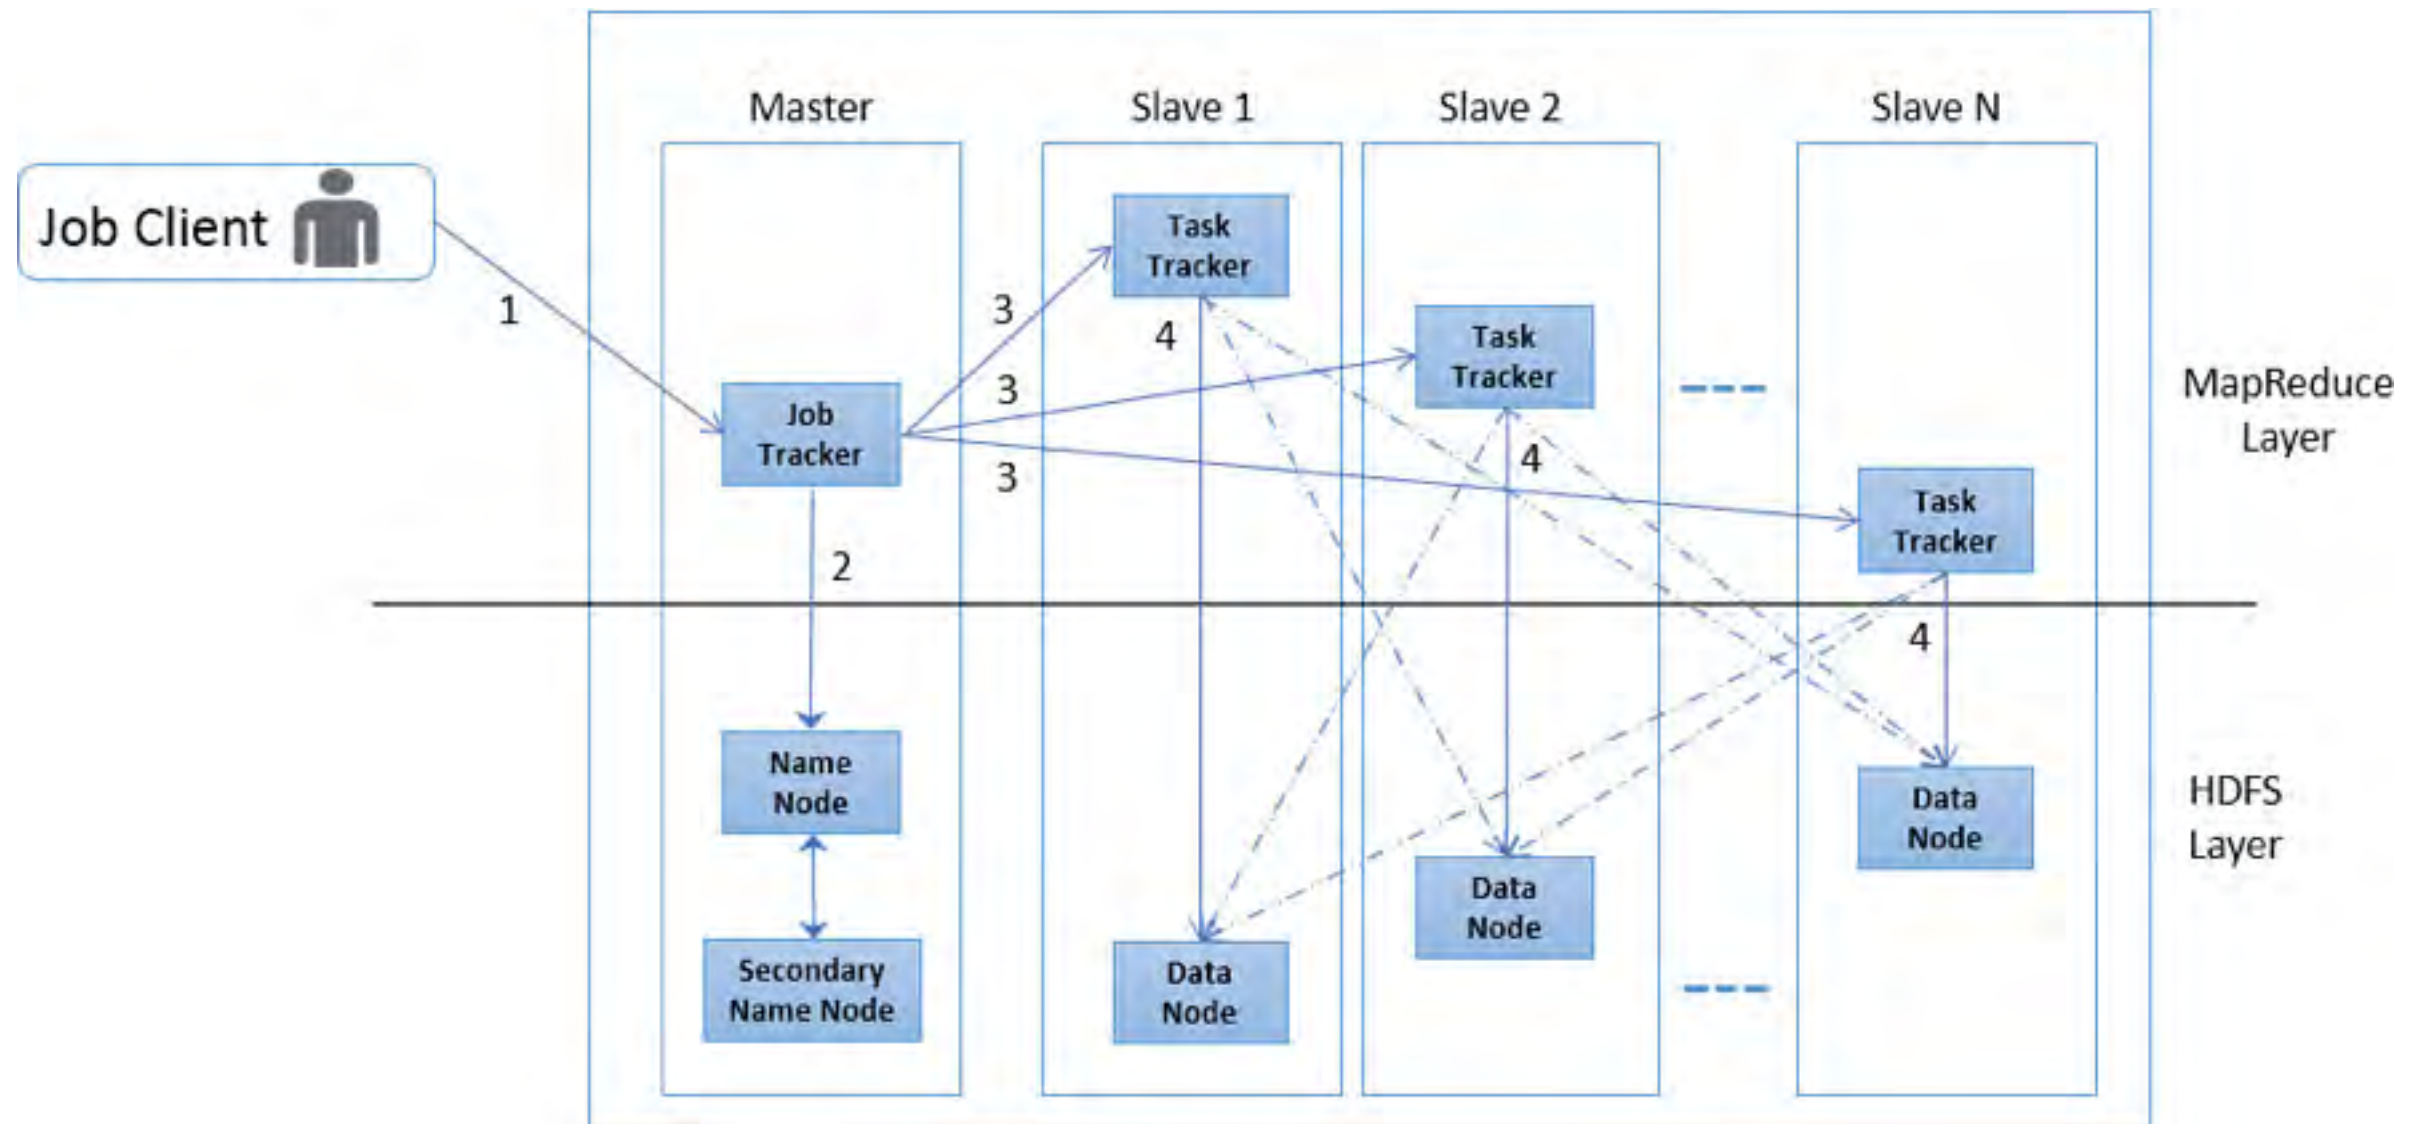 Master
Slave 1
Slave 2
Slave N
Job Client
1
Task
Tracker
3
4
Task
Tracker
3
Job
Tracker
3
4
MapReduce
Layer
Task
Tracker
2
4
Name
Node
Data
Node
HDFS
Layer
Data
Node
Secondary
Name Node
Data
Node